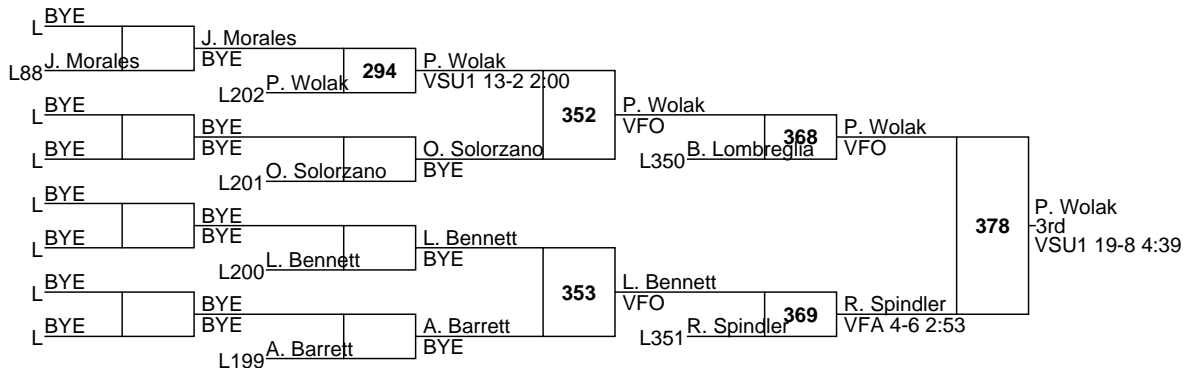 BYE
L
L88 J. Morales
J. Morales
BYE
L202 P. Wolak
294
P. Wolak
VSU1 13-2 2:00
L BYE
L BYE
BYE
BYE
L201 O. Solorzano
O. Solorzano
BYE
352
P. Wolak
VFO
L350 B. Lombreglia
368
P. Wolak
VFO
L BYE
L BYE
BYE
BYE
L200 L. Bennett
L. Bennett
BYE
L BYE
L BYE
BYE
BYE
L199 A. Barrett
A. Barrett
BYE
353
L. Bennett
VFO
L351 R. Spindler
369
R. Spindler
VFA 4-6 2:53
378
P. Wolak
3rd
VSU1 19-8 4:39